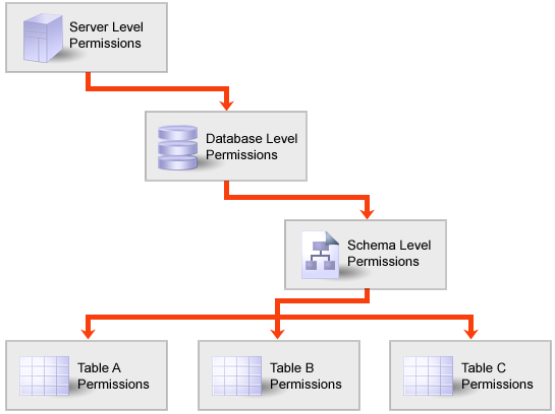 Server Level
Permissions
Database Level
Permissions
Schema Level
Permissions
Table A
Permissions
Table B
Permissions
Table C
Permissions